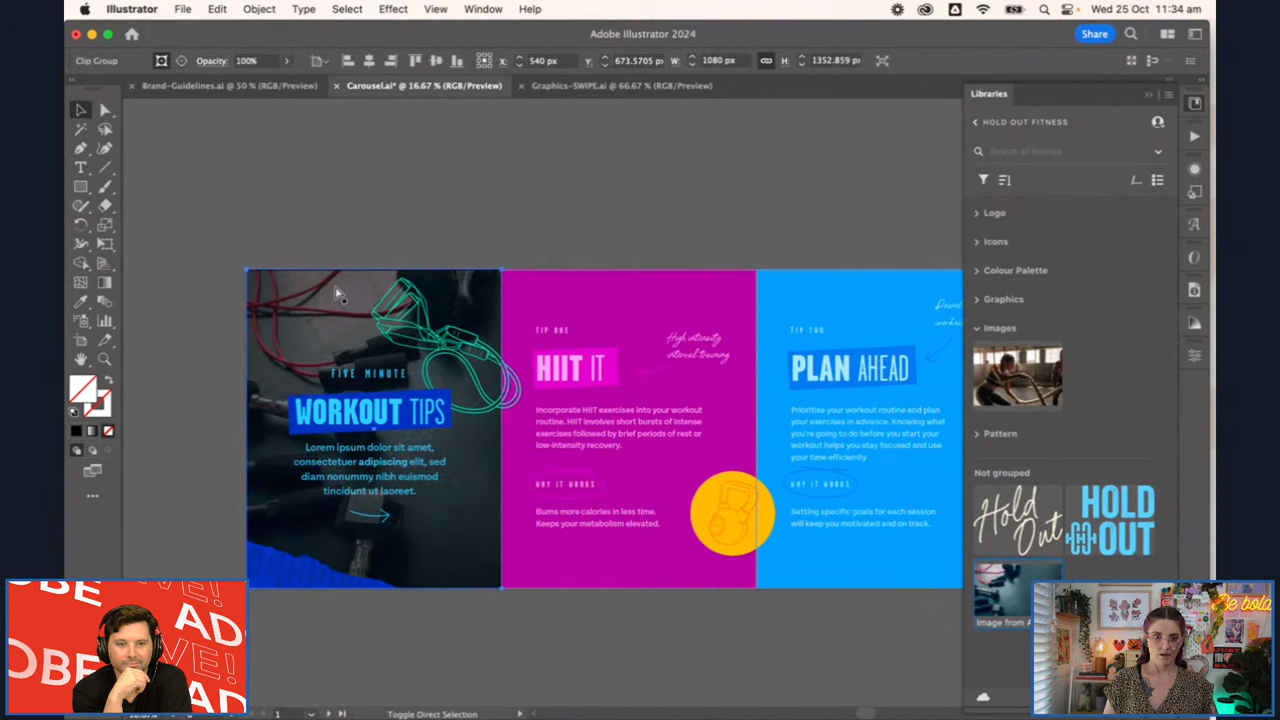 Illustrator File Edit Object Type Select Effect View Window Help
Wed 25 Oct 11:34 am
Adobe Illustrator 2024
Share
Clip Group
Opacity: 100%
X: 540 px
Y: 673.5705 px
W: 1080 px
H: 1352.859 px
Brand-Guidelines.ai @ 50 % (RGB/Preview)
Carousel.ai* @ 16.67 % (RGB/Preview)
Graphics-SWIPE.ai @ 66.67 % (RGB/Preview)
Libraries
HOLD OUT FITNESS
Logo
Icons
Colour Palette
Graphics
Images
Pattern
Not grouped
Hold Out
HOLD
OUT
Image from A
FIVE MINUTE
WORKOUT TIPS
Lorem ipsum dolor sit amet,
consectetuer adipiscing elit, sed
diam nonummy nibh euismod
tincidunt ut laoreet.
TIP ONE
High intensity
interval training
HIIT IT
Incorporate HIIT exercises into your workout
routine. HIIT involves short bursts of intense
exercises followed by brief periods of rest or
low-intensity recovery.
WHY IT WORKS
Burns more calories in less time.
Keeps your metabolism elevated.
TIP TWO
PLAN AHEAD
Prioritise your workout routine and plan
your exercises in advance. Knowing what
you're going to do before you start your
workout helps you stay focused and use
your time efficiently.
WHY IT WORKS
Setting specific goals for each session
will keep you motivated and on track.
1
Toggle Direct Selection
OBE
ADOBE
LIVE!
Be bold